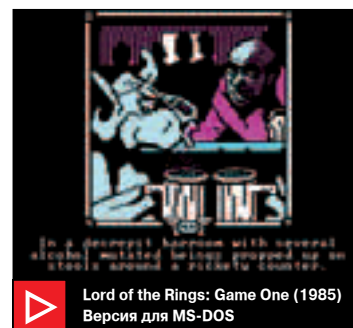 In a decrepit barroom with several
alcohol mutated beings propped up on
stools around a rickety counter.
Lord of the Rings: Game One (1985)
Версия для MS-DOS